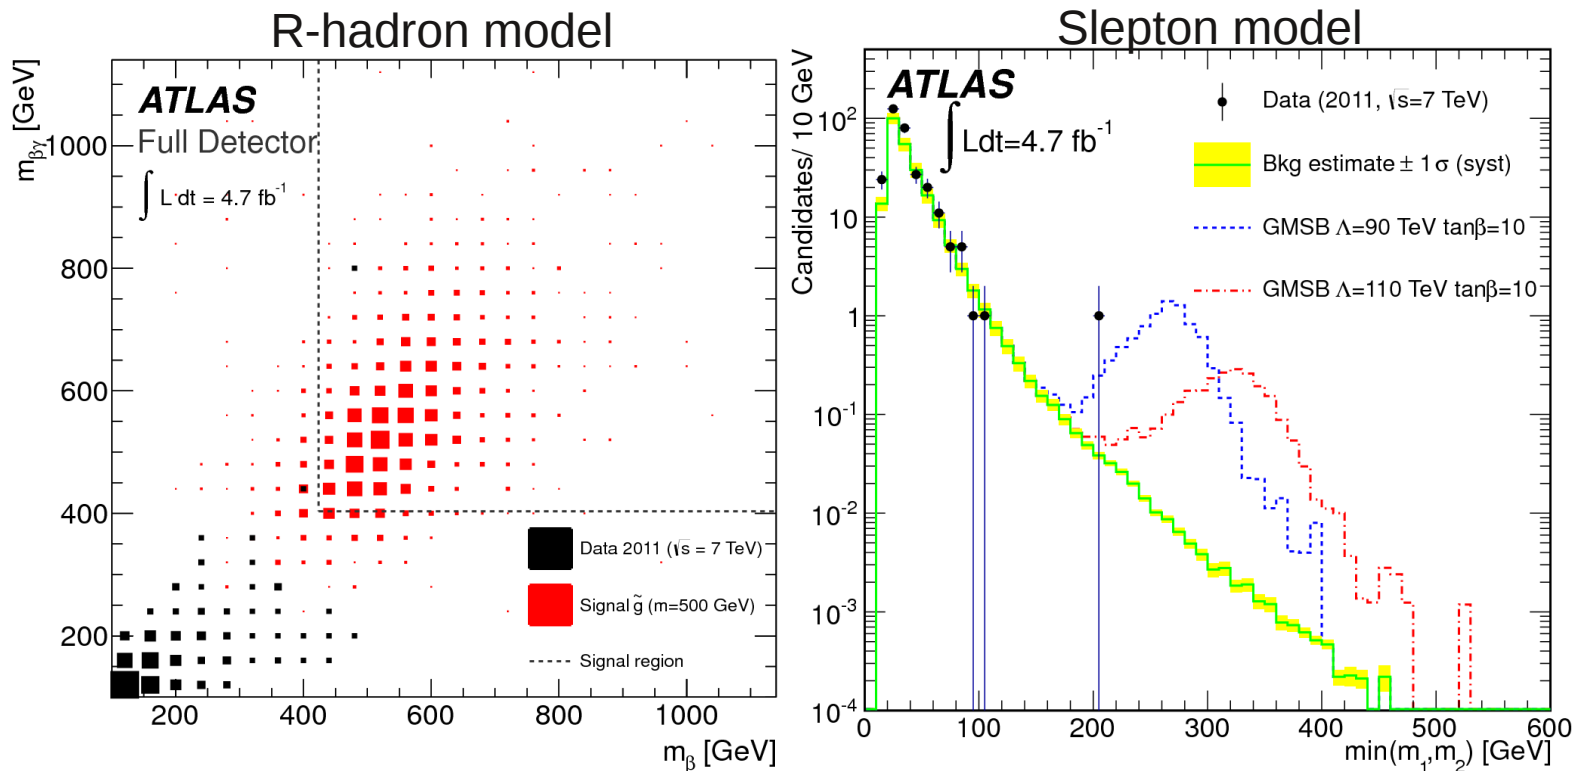 R-hadron model
m_βγ [GeV]
ATLAS
Full Detector
∫ L dt = 4.7 fb⁻¹
1000
800
600
400
200
Data 2011 (√s = 7 TeV)
Signal g̃ (m=500 GeV)
Signal region
200 400 600 800 1000
m_β [GeV]
Slepton model
Candidates/ 10 GeV
ATLAS
∫ Ldt=4.7 fb⁻¹
Data (2011, √s=7 TeV)
Bkg estimate ± 1 σ (syst)
GMSB Λ=90 TeV tanβ=10
GMSB Λ=110 TeV tanβ=10
10²
10
1
10⁻¹
10⁻²
10⁻³
10⁻⁴
0 100 200 300 400 500 600
min(m₁,m₂) [GeV]